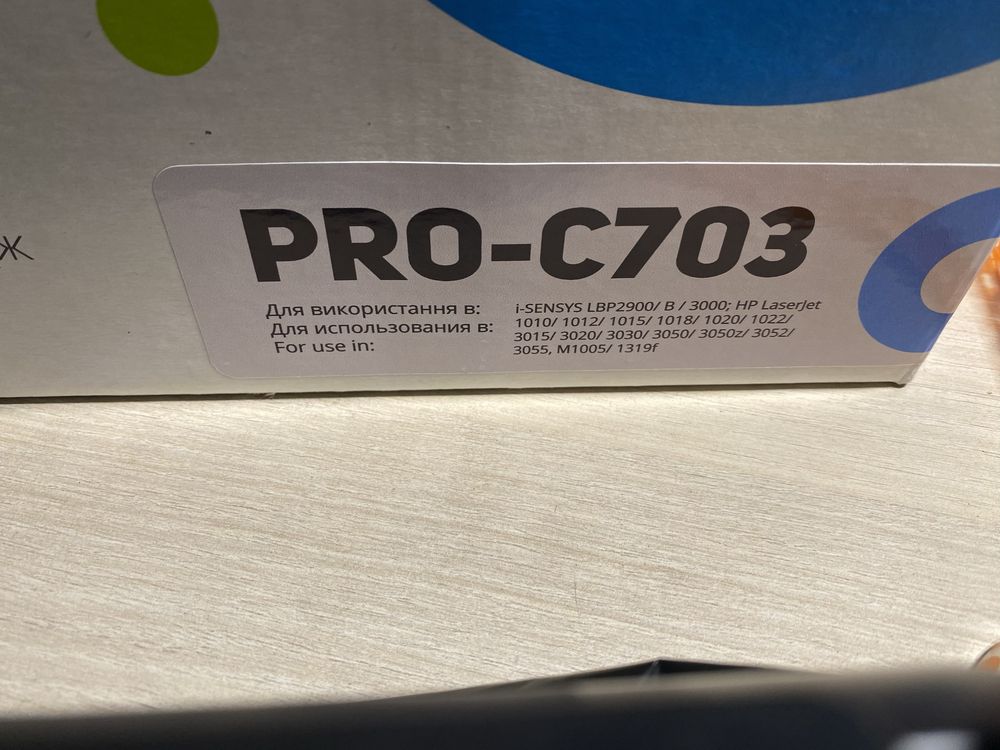 PRO-C703
Для використання в:
Для использования в:
For use in:
i-SENSYS LBP2900/ B / 3000; HP LaserJet
1010/ 1012/ 1015/ 1018/ 1020/ 1022/
3015/ 3020/ 3030/ 3050/ 3050z/ 3052/
3055, M1005/ 1319f